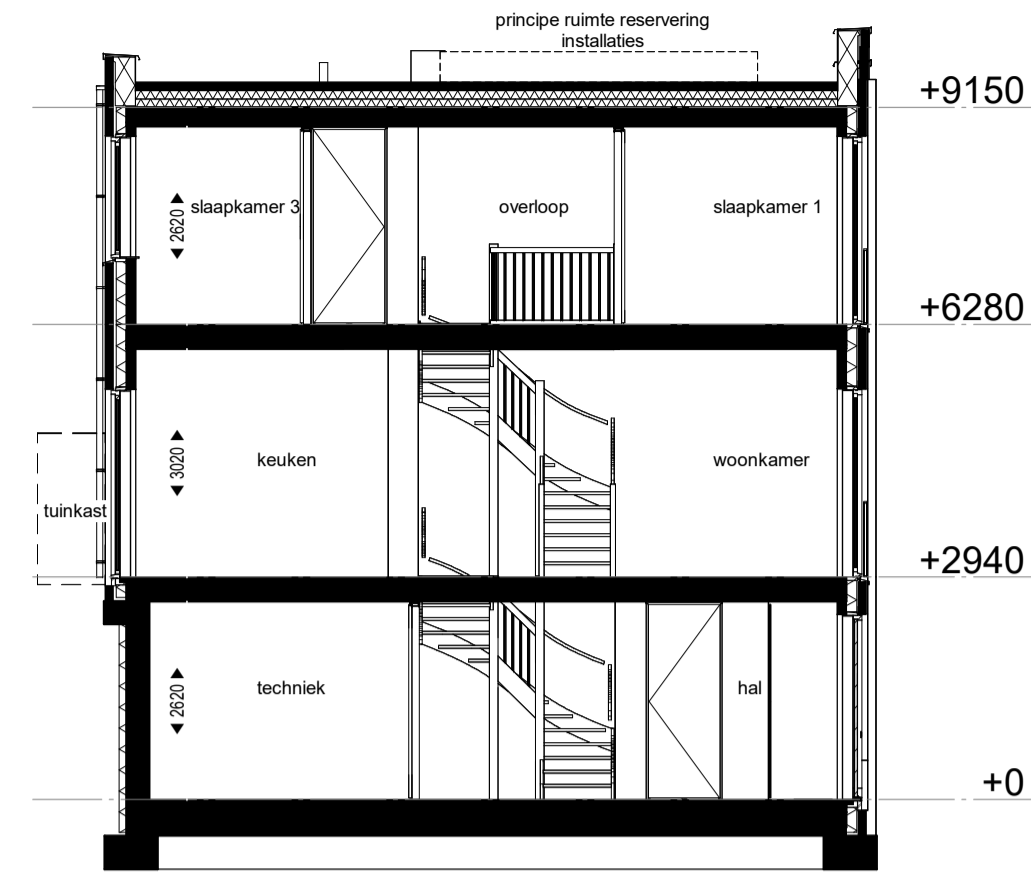 principe ruimte reservering
installaties
+9150
slaapkamer 3
overloop
slaapkamer 1
2620
+6280
keuken
woonkamer
3020
tuinkast
+2940
techniek
hal
2620
+0